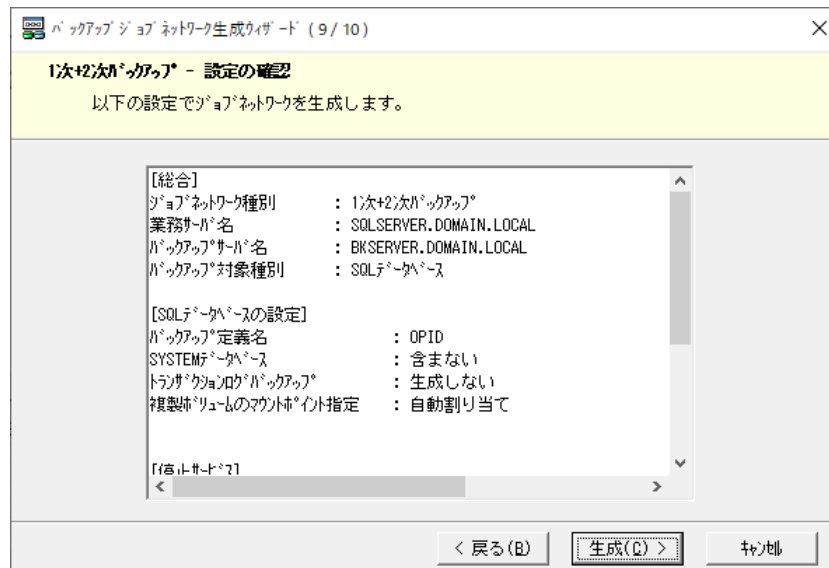 ﾊﾞｯｸｱｯﾌﾟｼﾞｮﾌﾞﾈｯﾄﾜｰｸ生成ｳｨｻﾞｰﾄﾞ (9/10)
1次+2次ﾊﾞｯｸｱｯﾌﾟ - 設定の確認
以下の設定でｼﾞｮﾌﾞﾈｯﾄﾜｰｸを生成します。
[総合]
ｼﾞｮﾌﾞﾈｯﾄﾜｰｸ種別 : 1次+2次ﾊﾞｯｸｱｯﾌﾟ
業務ｻｰﾊﾞ名 : SQLSERVER.DOMAIN.LOCAL
ﾊﾞｯｸｱｯﾌﾟｻｰﾊﾞ名 : BKSERVER.DOMAIN.LOCAL
ﾊﾞｯｸｱｯﾌﾟ対象種別 : SQLﾃﾞｰﾀﾍﾞｰｽ
[SQLﾃﾞｰﾀﾍﾞｰｽの設定]
ﾊﾞｯｸｱｯﾌﾟ定義名 : OPID
SYSTEMﾃﾞｰﾀﾍﾞｰｽ : 含まない
ﾄﾗﾝｻﾞｸｼｮﾝﾛｸﾞﾊﾞｯｸｱｯﾌﾟ : 生成しない
複製ﾎﾞﾘｭｰﾑのﾏｳﾝﾄﾎﾟｲﾝﾄ指定 : 自動割り当て
[停止ｻｰﾋﾞｽ]
< 戻る(B) 生成(C) > ｷｬﾝｾﾙ